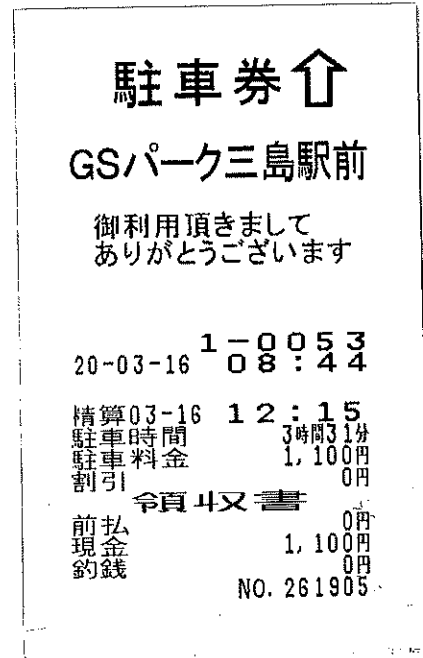 駐車券⇧
GSパーク三島駅前
御利用頂きまして
ありがとうございます
1-0053
20-03-16 08:44
精算03-16 12:15
駐車時間 3時間31分
駐車料金 1,100円
割引 0円
領収書
前払 0円
現金 1,100円
釣銭 0円
NO.261905